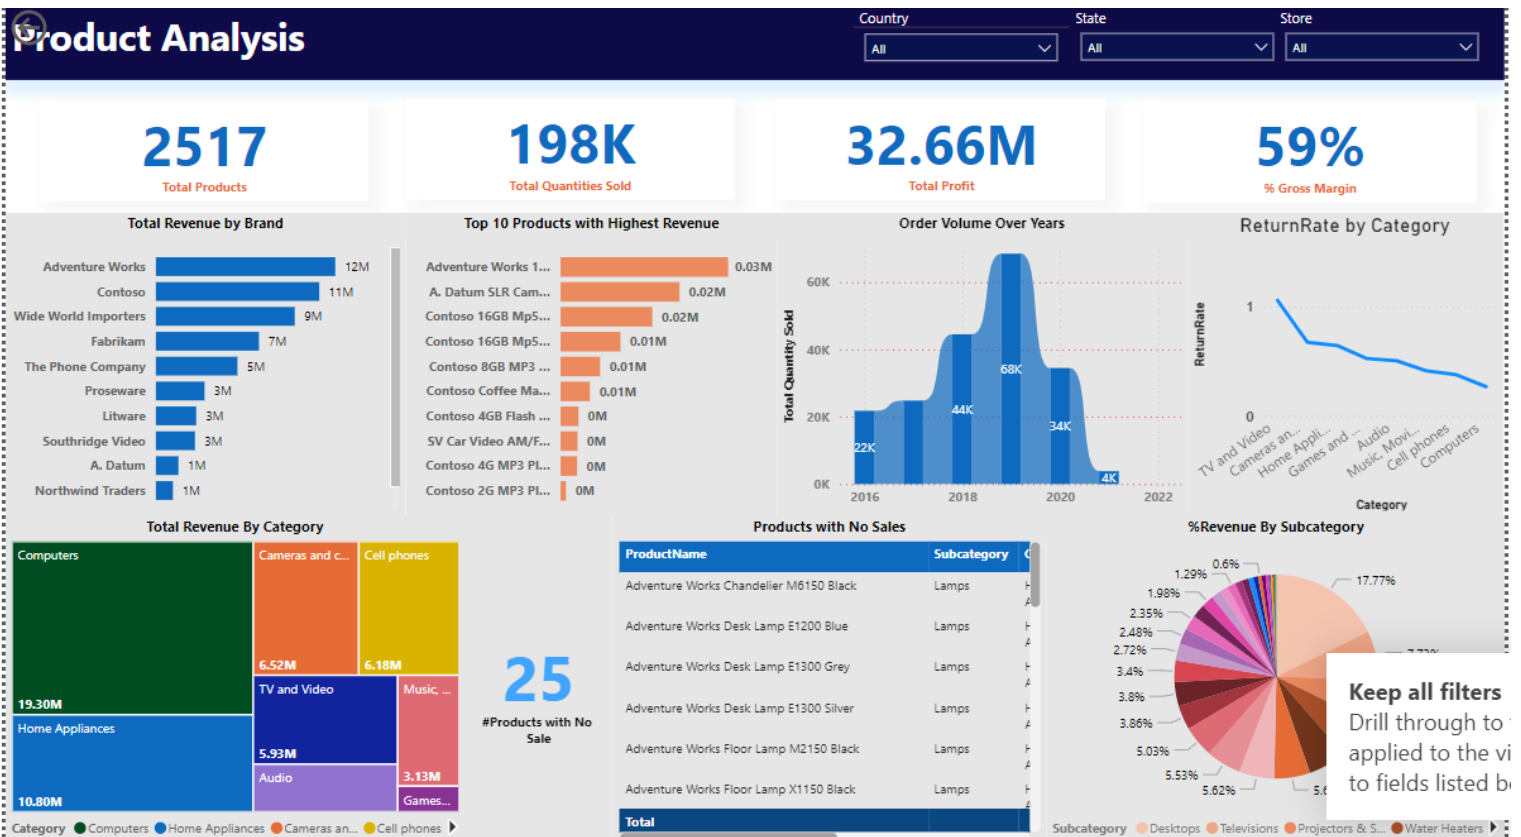 Product Analysis
Country
State
Store
All
All
All
2517
Total Products
198K
Total Quantities Sold
32.66M
Total Profit
59%
% Gross Margin
Total Revenue by Brand
Adventure Works 12M
Contoso 11M
Wide World Importers 9M
Fabrikam 7M
The Phone Company 5M
Proseware 3M
Litware 3M
Southridge Video 3M
A. Datum 1M
Northwind Traders 1M
Top 10 Products with Highest Revenue
Adventure Works 1... 0.03M
A. Datum SLR Cam... 0.02M
Contoso 16GB Mp5... 0.02M
Contoso 16GB Mp5... 0.01M
Contoso 8GB MP3 ... 0.01M
Contoso Coffee Ma... 0.01M
Contoso 4GB Flash ... 0M
SV Car Video AM/F... 0M
Contoso 4G MP3 Pl... 0M
Contoso 2G MP3 Pl... 0M
Order Volume Over Years
Total Quantity Sold
60K
40K
20K
0K
22K
44K
68K
34K
4K
2016 2018 2020 2022
ReturnRate by Category
ReturnRate
1
0
TV and Video
Cameras an...
Home Appli...
Games and ...
Audio
Music, Movi...
Cell phones
Computers
Category
Total Revenue By Category
Computers
19.30M
Home Appliances
10.80M
Cameras and c...
6.52M
Cell phones
6.18M
TV and Video
5.93M
Music, ...
3.13M
Audio
Games...
Category Computers Home Appliances Cameras an... Cell phones
25
#Products with No
Sale
Products with No Sales
ProductName Subcategory
Adventure Works Chandelier M6150 Black Lamps
Adventure Works Desk Lamp E1200 Blue Lamps
Adventure Works Desk Lamp E1300 Grey Lamps
Adventure Works Desk Lamp E1300 Silver Lamps
Adventure Works Floor Lamp M2150 Black Lamps
Adventure Works Floor Lamp X1150 Black Lamps
Total
%Revenue By Subcategory
0.6%
1.29%
1.98%
2.35%
2.48%
2.72%
3.4%
3.8%
3.86%
5.03%
5.53%
5.62%
17.77%
Keep all filters
Drill through to
applied to the
to fields listed
Subcategory Desktops Televisions Projectors & S... Water Heaters